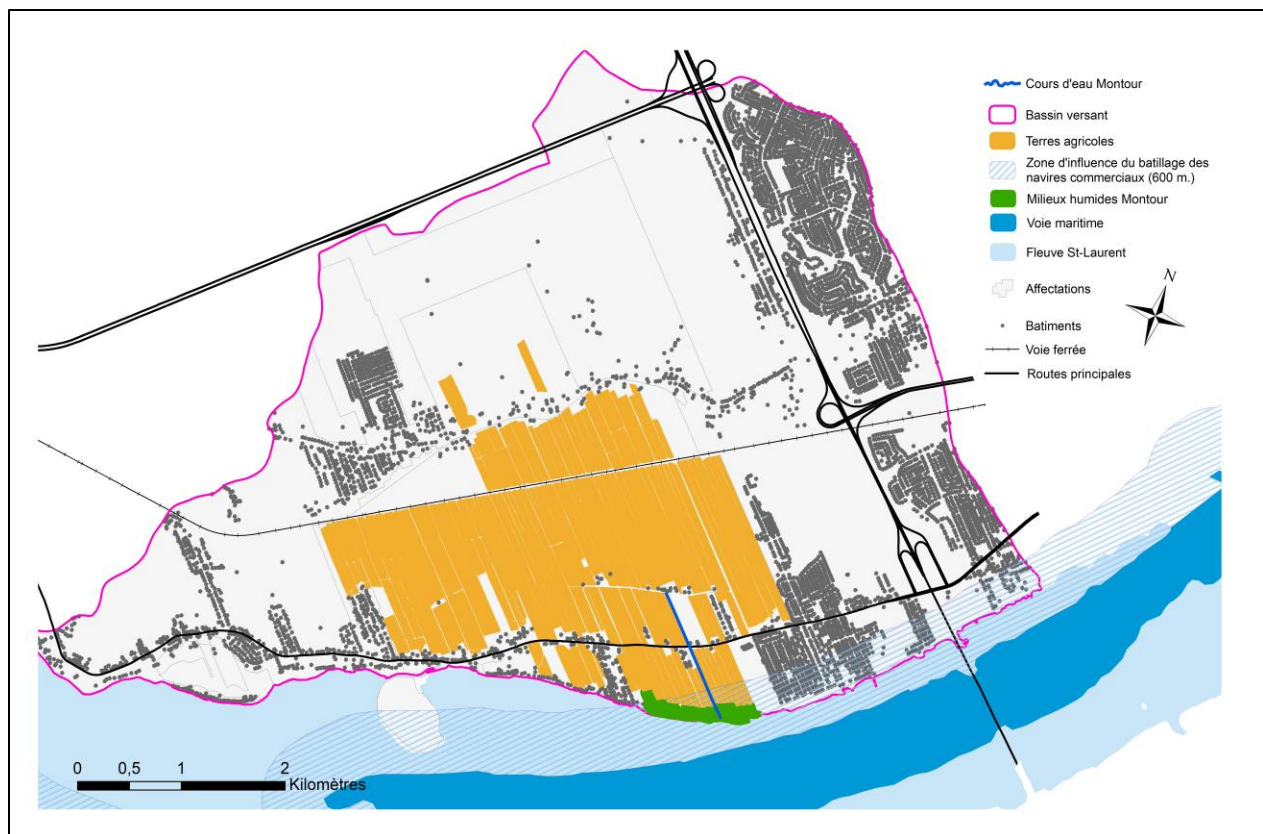 Cours d'eau Montour
Bassin versant
Terres agricoles
Zone d'influence du batillage des
navires commerciaux (600 m.)
Milieux humides Montour
Voie maritime
Fleuve St-Laurent
N
Affectations
Batiments
Voie ferrée
Routes principales
0 0,5 1 2
Kilomètres